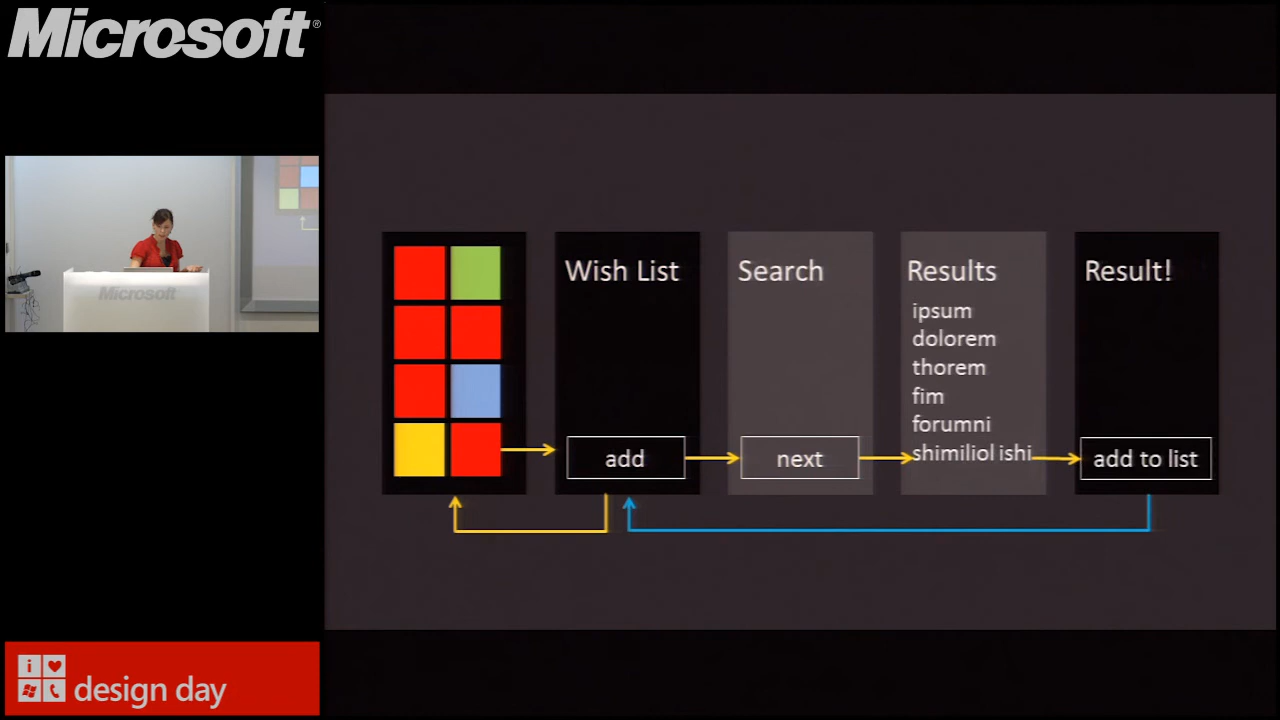 Microsoft®
Microsoft
i
design day
Wish List
add
Search
next
Results
ipsum
dolorem
thorem
fim
forumni
shimiliol ishi
Result!
add to list